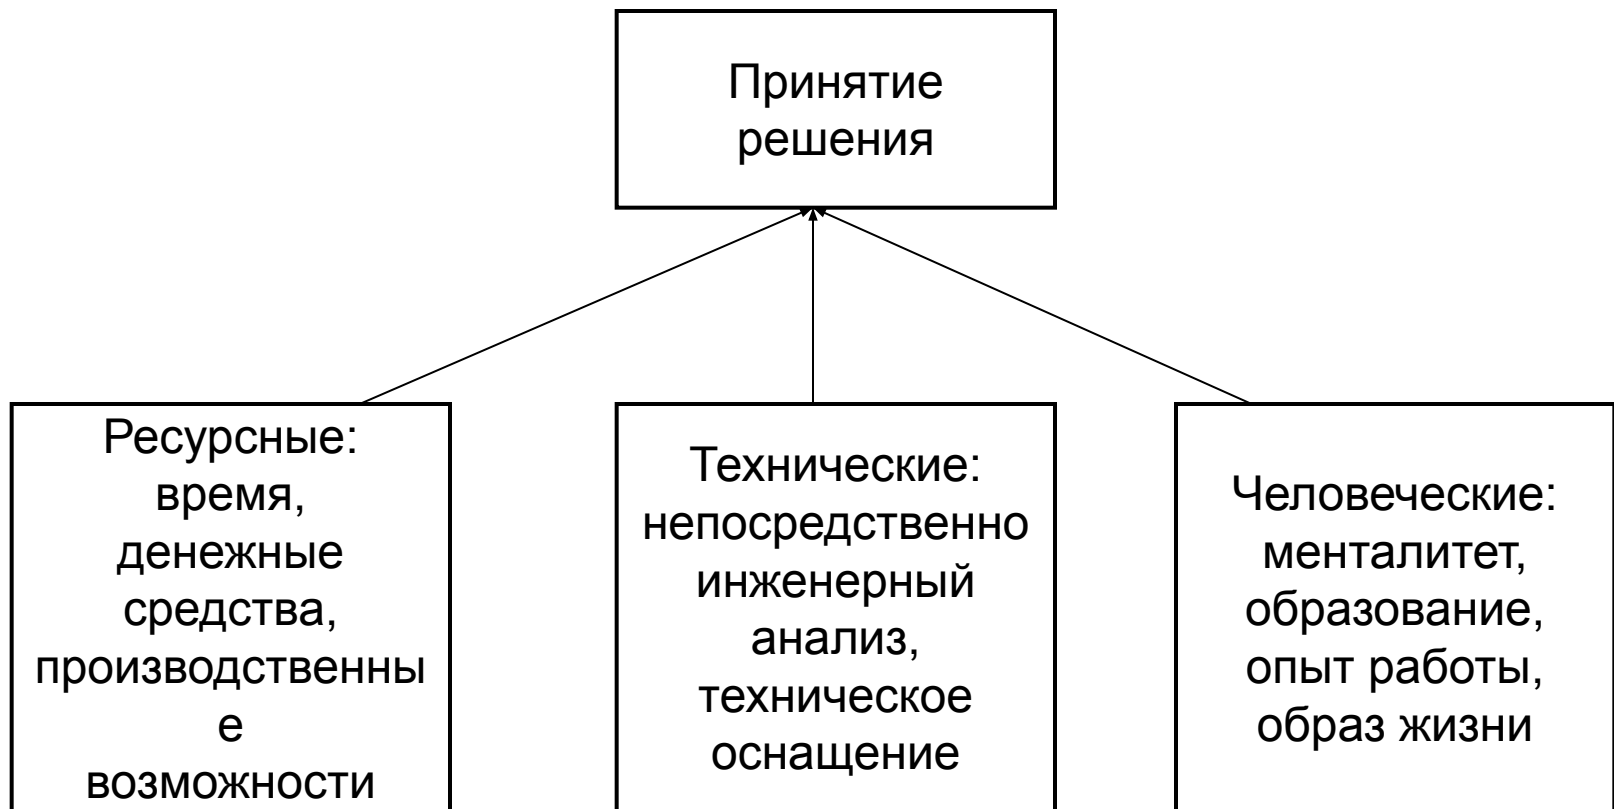 Принятие
решения
Ресурсные:
время,
денежные
средства,
производственны
е
возможности
Технические:
непосредственно
инженерный
анализ,
техническое
оснащение
Человеческие:
менталитет,
образование,
опыт работы,
образ жизни